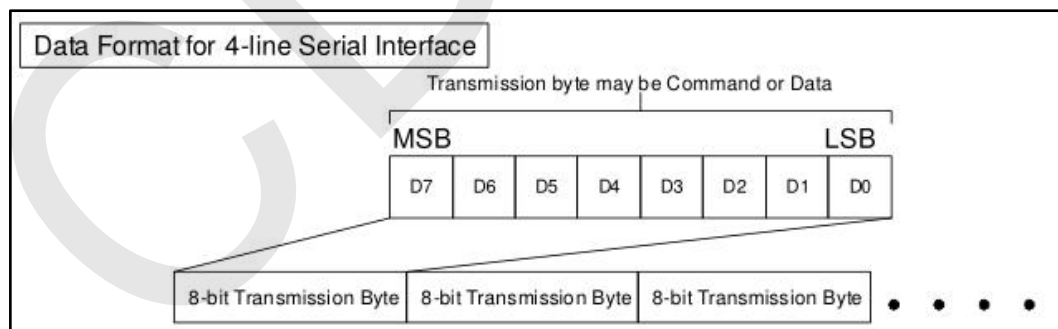 Data Format for 4-line Serial Interface
Transmission byte may be Command or Data
MSB LSB
D7 D6 D5 D4 D3 D2 D1 D0
8-bit Transmission Byte 8-bit Transmission Byte 8-bit Transmission Byte